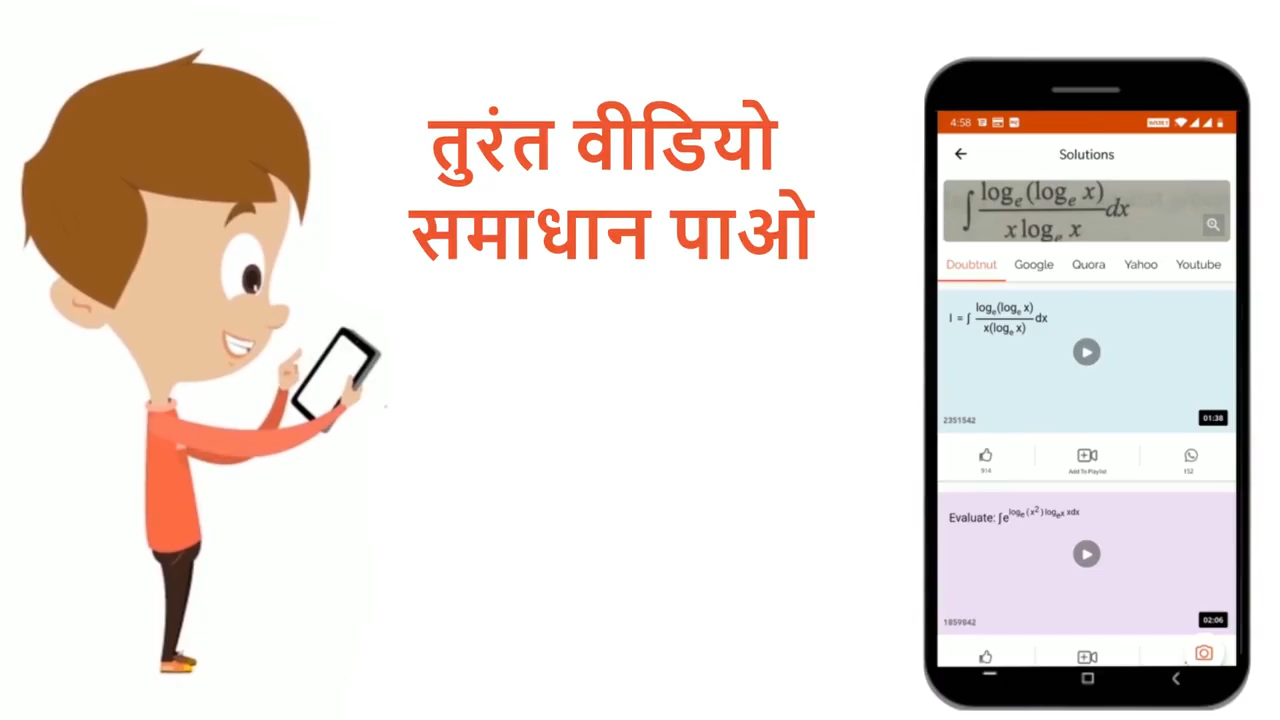 तुरंत वीडियो
समाधान पाओ
4:58
Solutions
∫ log_e(log_e x) / x log_e x dx
Doubtnut Google Quora Yahoo Youtube
I = ∫ log_e(log_e x) / x(log_e x) dx
2351542 01:38
914 Add To Playlist 152
Evaluate: ∫e^log_e (x^2) log_e x xdx
1859842 02:06